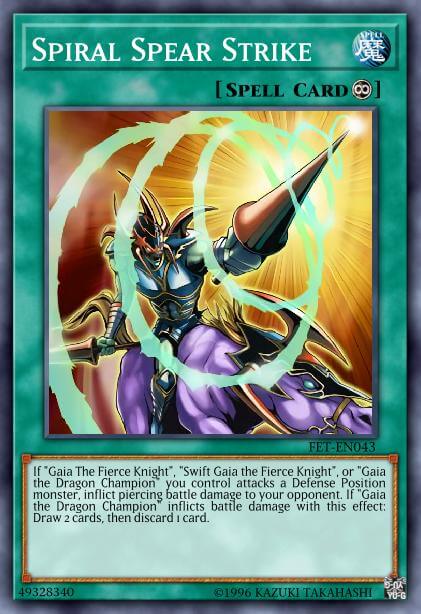 SPIRAL SPEAR STRIKE
SPELL
魔
[SPELL CARD]
FET-EN043
If "Gaia The Fierce Knight", "Swift Gaia the Fierce Knight", or "Gaia
the Dragon Champion" you control attacks a Defense Position
monster, inflict piercing battle damage to your opponent. If "Gaia
the Dragon Champion" inflicts battle damage with this effect:
Draw 2 cards, then discard 1 card.
49328340
©1996 KAZUKI TAKAHASHI